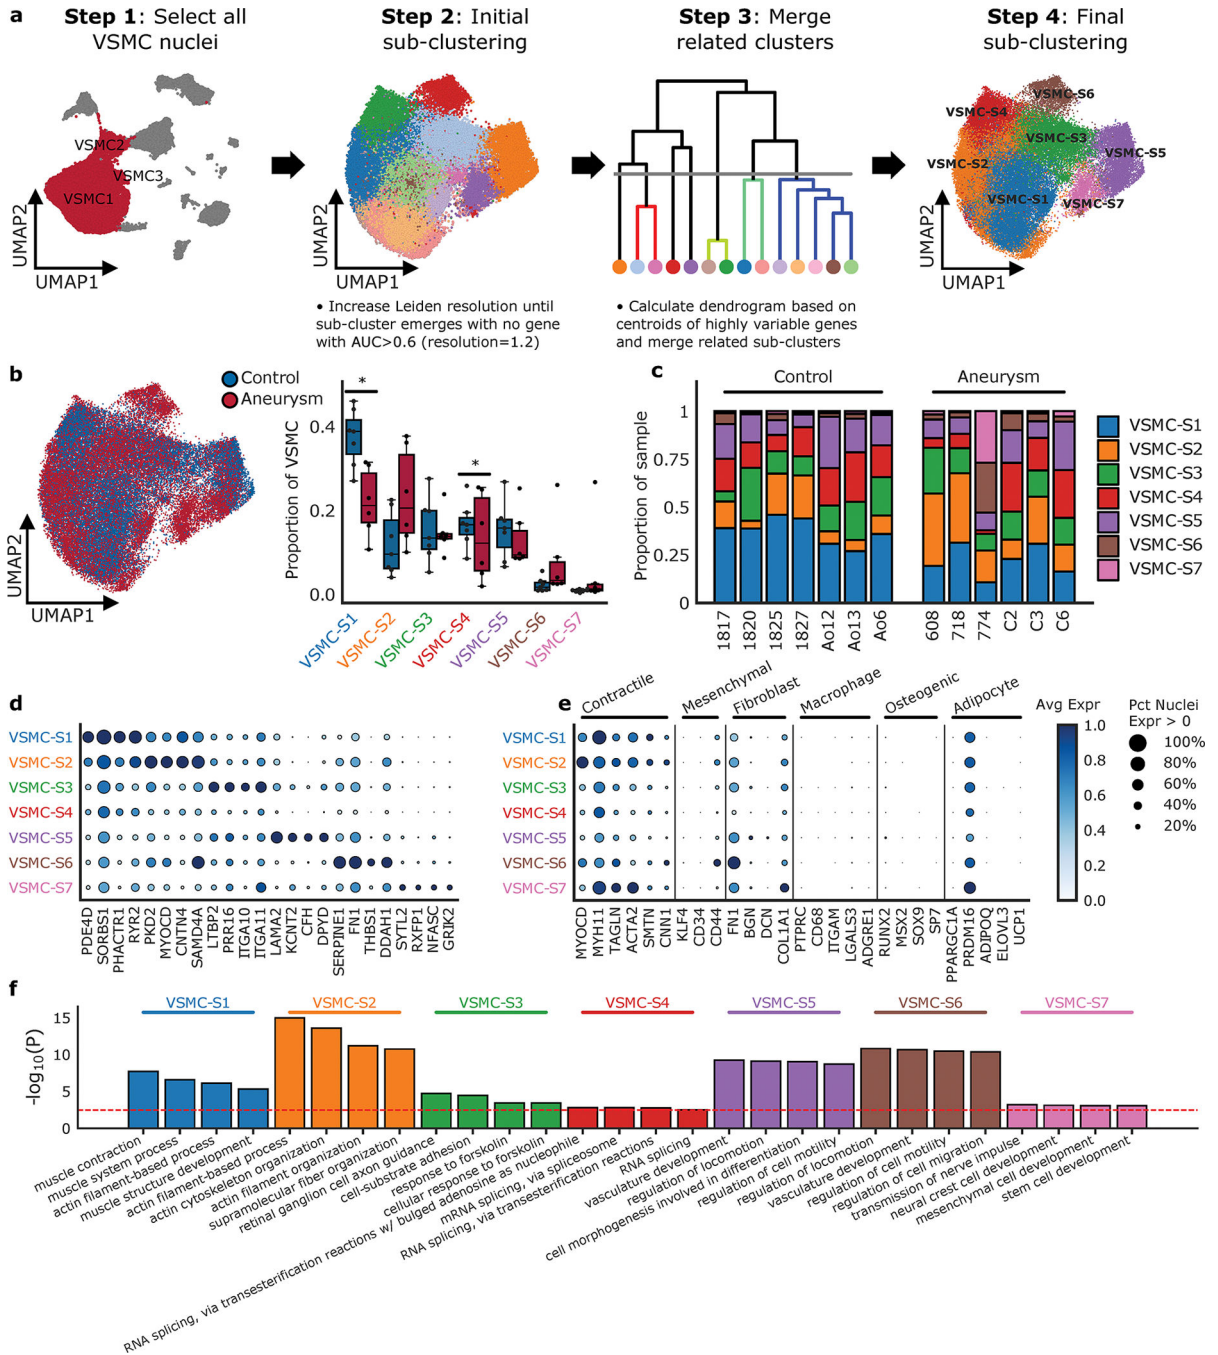 a
Step 1: Select all
VSMC nuclei
Step 2: Initial
sub-clustering
Step 3: Merge
related clusters
Step 4: Final
sub-clustering
VSMC2
VSMC3
VSMC1
UMAP2
UMAP1
UMAP2
UMAP1
• Increase Leiden resolution until
sub-cluster emerges with no gene
with AUC>0.6 (resolution=1.2)
• Calculate dendrogram based on
centroids of highly variable genes
and merge related sub-clusters
VSMC-S6
VSMC-S4
VSMC-S3
VSMC-S5
VSMC-S2
VSMC-S1
VSMC-S7
UMAP2
UMAP1
b
Control
Aneurysm
UMAP2
UMAP1
Proportion of VSMC
0.4
0.2
0.0
*
*
VSMC-S1
VSMC-S2
VSMC-S3
VSMC-S4
VSMC-S5
VSMC-S6
VSMC-S7
c
Control
Aneurysm
Proportion of sample
1
0.75
0.5
0.25
0
1817
1820
1825
1827
Ao12
Ao13
Ao6
608
718
774
C2
C3
C6
VSMC-S1
VSMC-S2
VSMC-S3
VSMC-S4
VSMC-S5
VSMC-S6
VSMC-S7
d
VSMC-S1
VSMC-S2
VSMC-S3
VSMC-S4
VSMC-S5
VSMC-S6
VSMC-S7
PDE4D
SORBS1
PHACTR1
RYR2
PKD2
MYOCD
CNTN4
SAMD4A
LTBP2
PRR16
ITGA10
ITGA11
LAMA2
KCNT2
CFH
DPYD
SERPINE1
FN1
THBS1
DDAH1
SYTL2
RXFP1
NFASC
GRIK2
e
Contractile
Mesenchymal
Fibroblast
Macrophage
Osteogenic
Adipocyte
VSMC-S1
VSMC-S2
VSMC-S3
VSMC-S4
VSMC-S5
VSMC-S6
VSMC-S7
MYOCD
MYH11
TAGLN
ACTA2
SMTN
CNN1
KLF4
CD34
CD44
FN1
BGN
DCN
COL1A1
PTPRC
CD68
ITGAM
LGALS3
ADGRE1
RUNX2
MSX2
SOX9
SP7
PPARGC1A
PRDM16
ADIPOQ
ELOVL3
UCP1
Avg Expr
1.0
0.8
0.6
0.4
0.2
0.0
Pct Nuclei
Expr > 0
100%
80%
60%
40%
20%
f
VSMC-S1
VSMC-S2
VSMC-S3
VSMC-S4
VSMC-S5
VSMC-S6
VSMC-S7
-log10(P)
15
10
5
0
muscle contraction
muscle system process
actin filament-based process
muscle structure development
actin filament-based process
actin cytoskeleton organization
actin filament organization
supramolecular fiber organization
retinal ganglion cell axon guidance
cell-substrate adhesion
response to forskolin
cellular response to forskolin
RNA splicing, via transesterification reactions w/ bulged adenosine as nucleophile
mRNA splicing, via spliceosome
RNA splicing, via transesterification reactions
RNA splicing
vasculature development
regulation of locomotion
cell morphogenesis involved in differentiation
regulation of cell motility
regulation of locomotion
vasculature development
regulation of cell motility
regulation of cell migration
transmission of nerve impulse
neural crest cell development
mesenchymal cell development
stem cell development